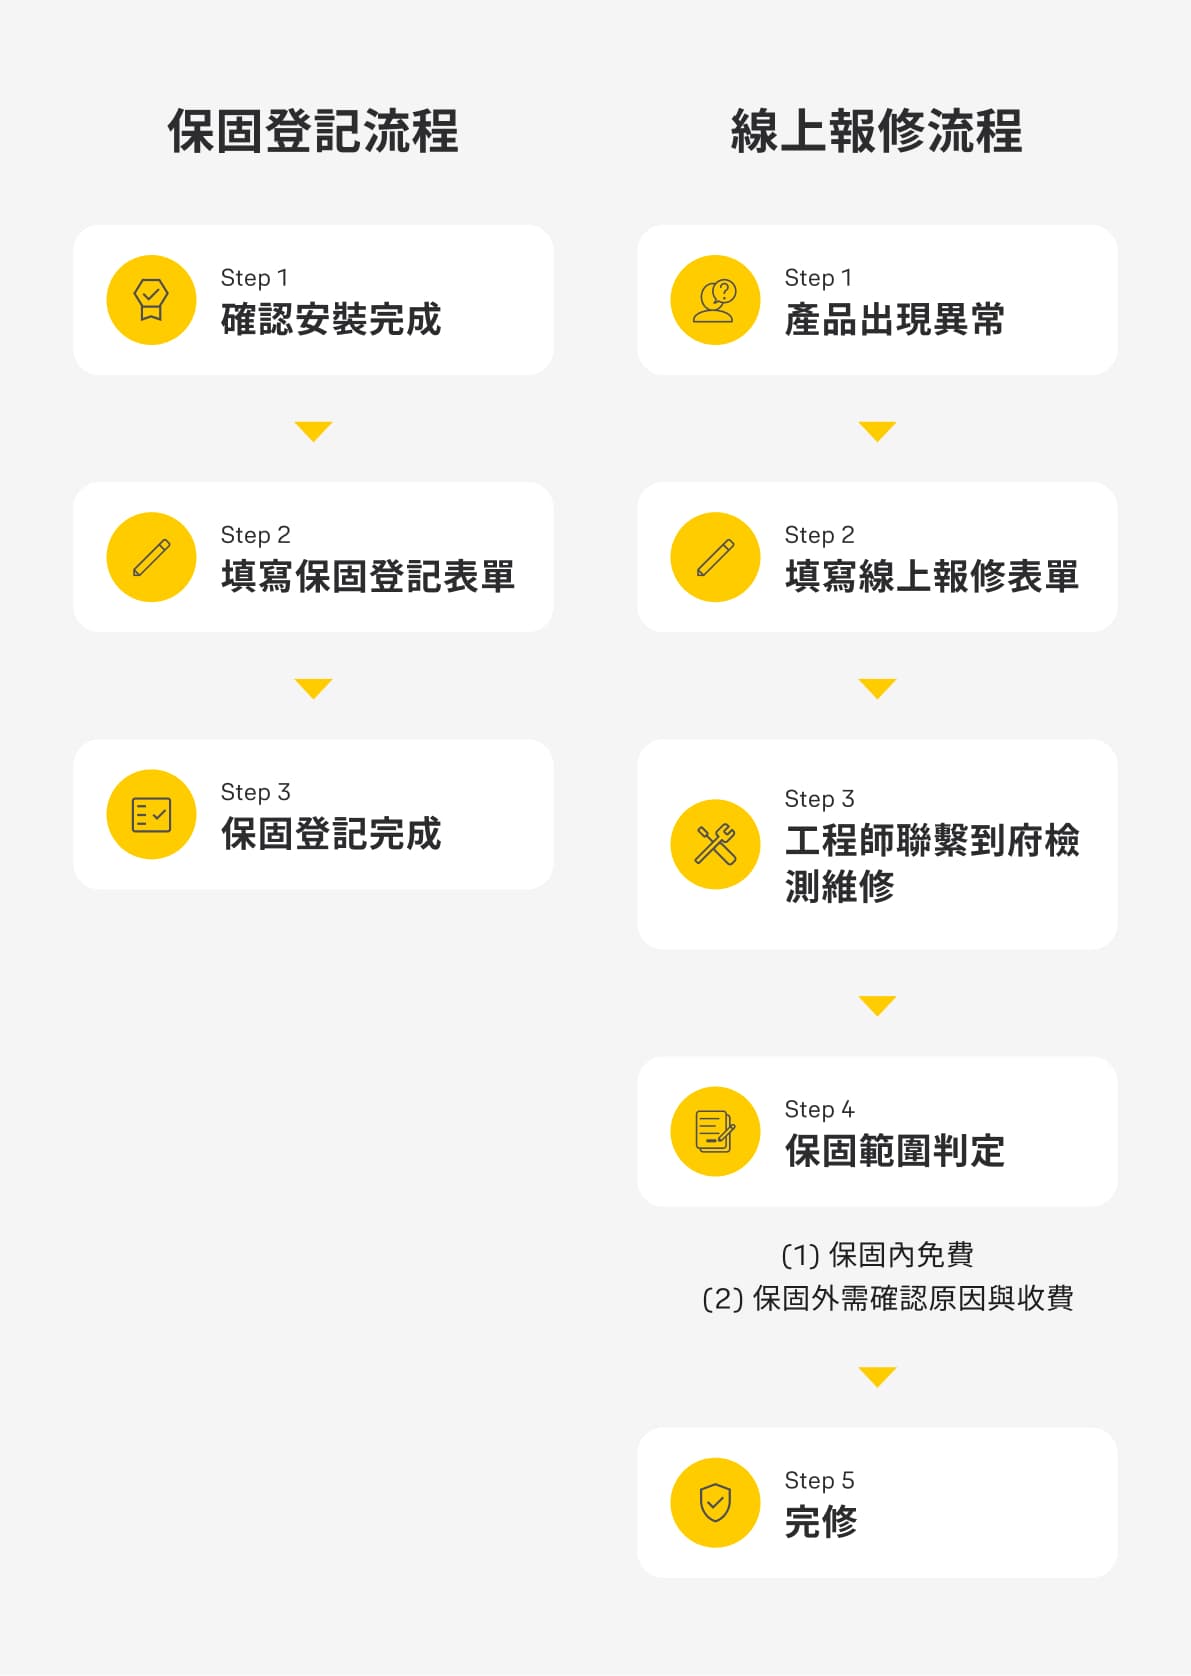 保固登記流程
Step 1
確認安裝完成
Step 2
填寫保固登記表單
Step 3
保固登記完成
線上報修流程
Step 1
產品出現異常
Step 2
填寫線上報修表單
Step 3
工程師聯繫到府檢
測維修
Step 4
保固範圍判定
(1) 保固內免費
(2) 保固外需確認原因與收費
Step 5
完修